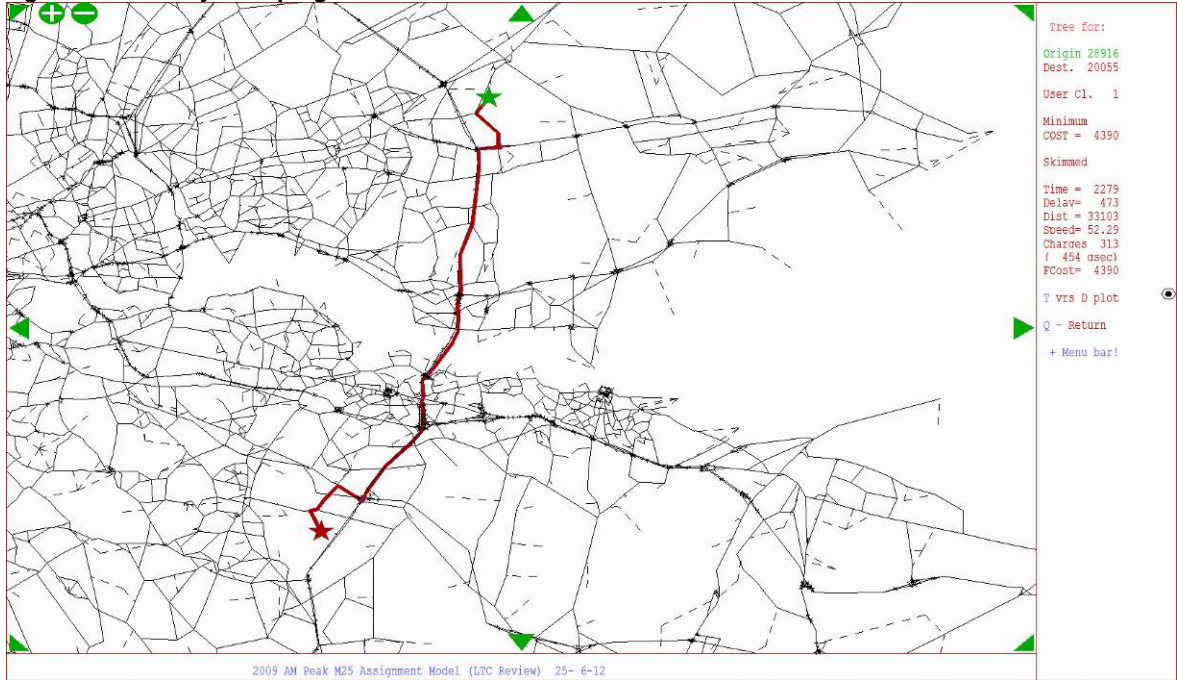 Tree for:
Origin 28916
Dest. 20055
User Cl. 1
Minimum
COST = 4390
Skimmed
Time = 2279
Delay= 473
Dist = 33103
Speed= 52.29
Charges 313
( 454 gsec)
FCost= 4390
T vrs D plot
Q - Return
+ Menu bar!
2009 AM Peak M25 Assignment Model (LTC Review) 25- 6-12